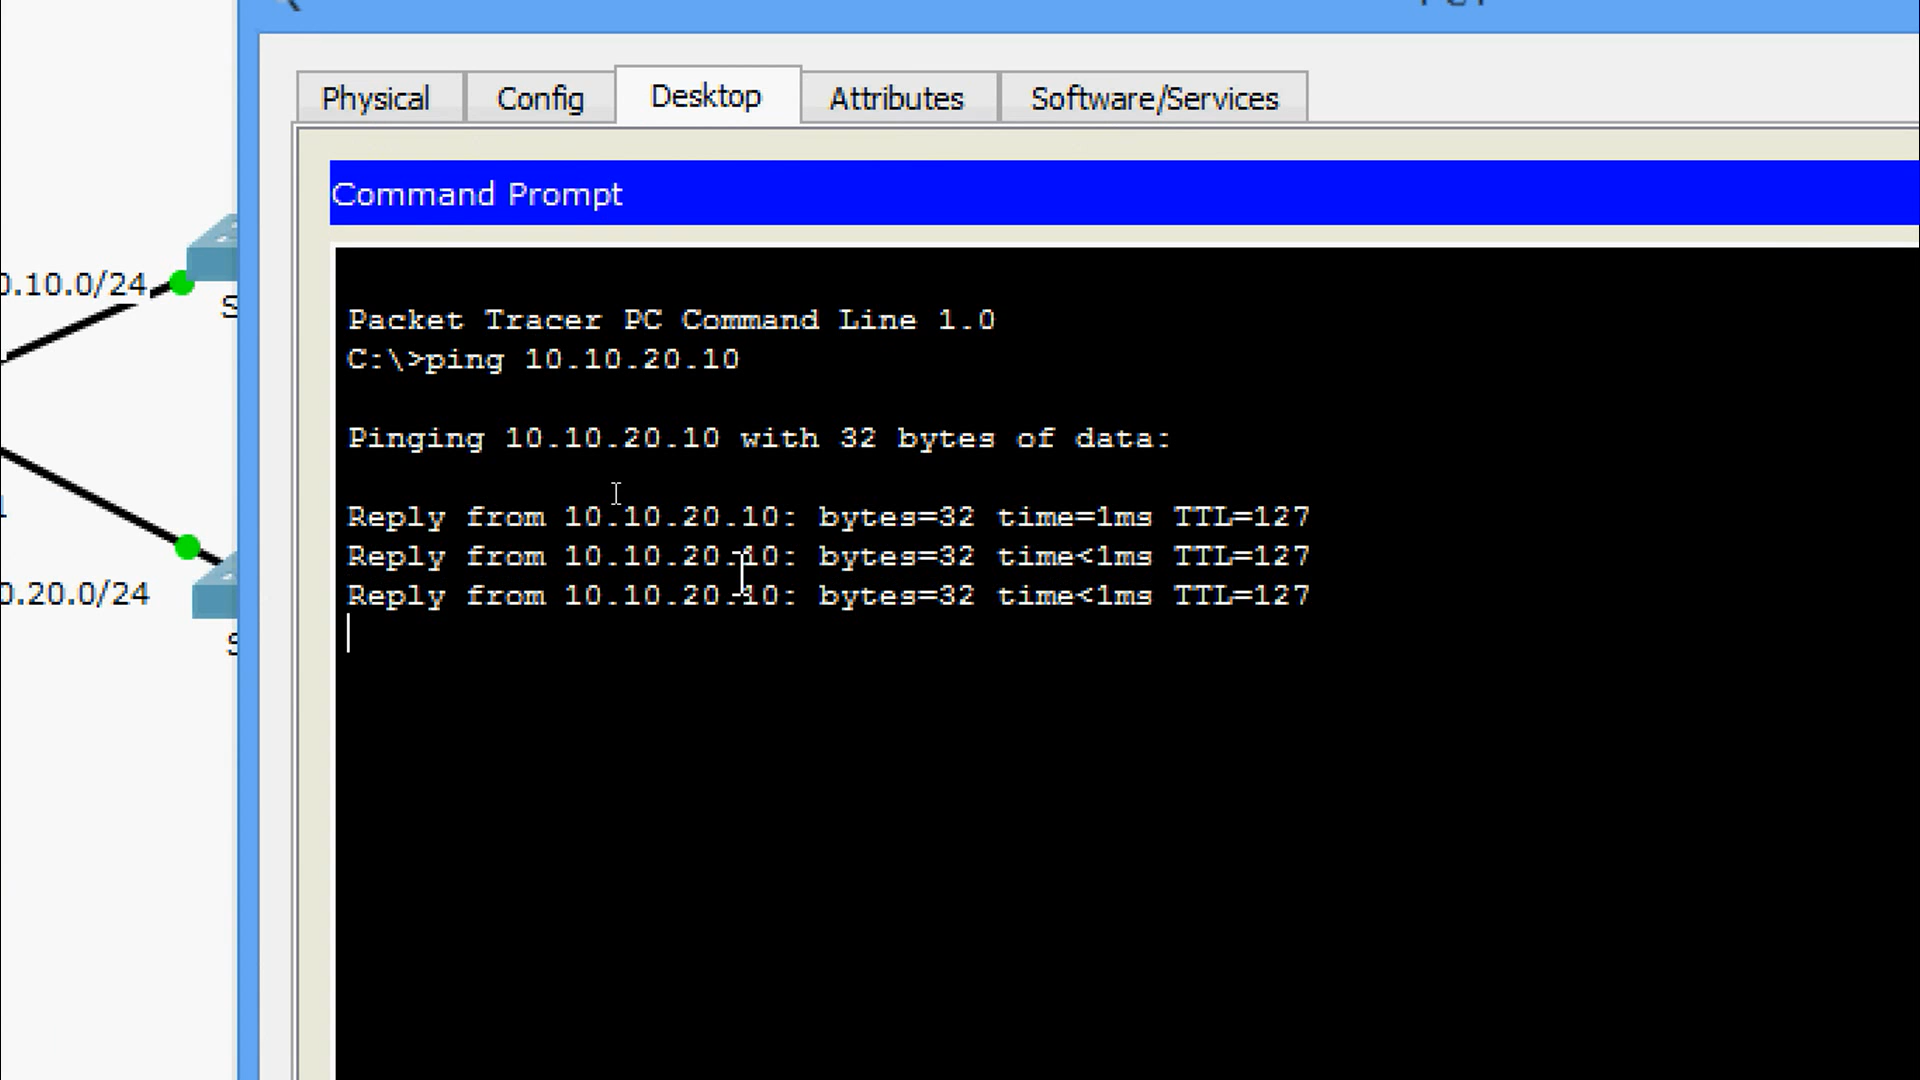 Physical
Config
Desktop
Attributes
Software/Services
Command Prompt
0.10.0/24
S
Packet Tracer PC Command Line 1.0
C:\>ping 10.10.20.10
Pinging 10.10.20.10 with 32 bytes of data:
Reply from 10.10.20.10: bytes=32 time=1ms TTL=127
Reply from 10.10.20.10: bytes=32 time<1ms TTL=127
Reply from 10.10.20.10: bytes=32 time<1ms TTL=127
0.20.0/24
S